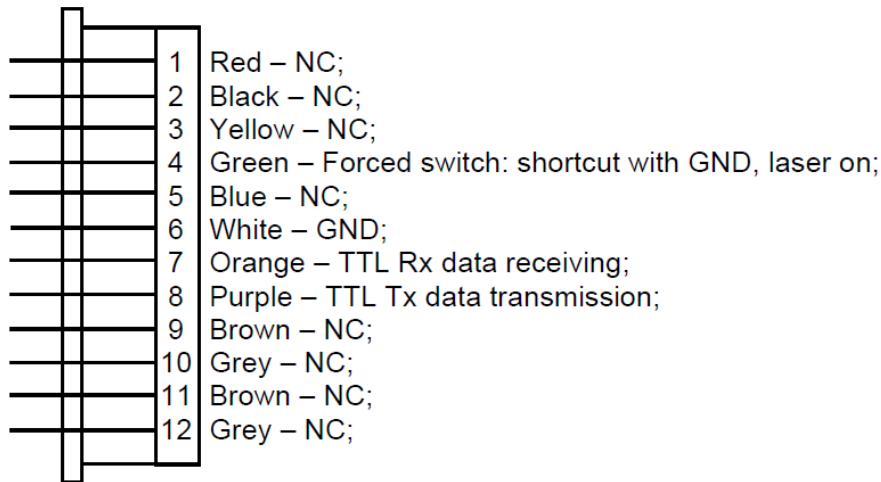 1 Red – NC;
2 Black – NC;
3 Yellow – NC;
4 Green – Forced switch: shortcut with GND, laser on;
5 Blue – NC;
6 White – GND;
7 Orange – TTL Rx data receiving;
8 Purple – TTL Tx data transmission;
9 Brown – NC;
10 Grey – NC;
11 Brown – NC;
12 Grey – NC;